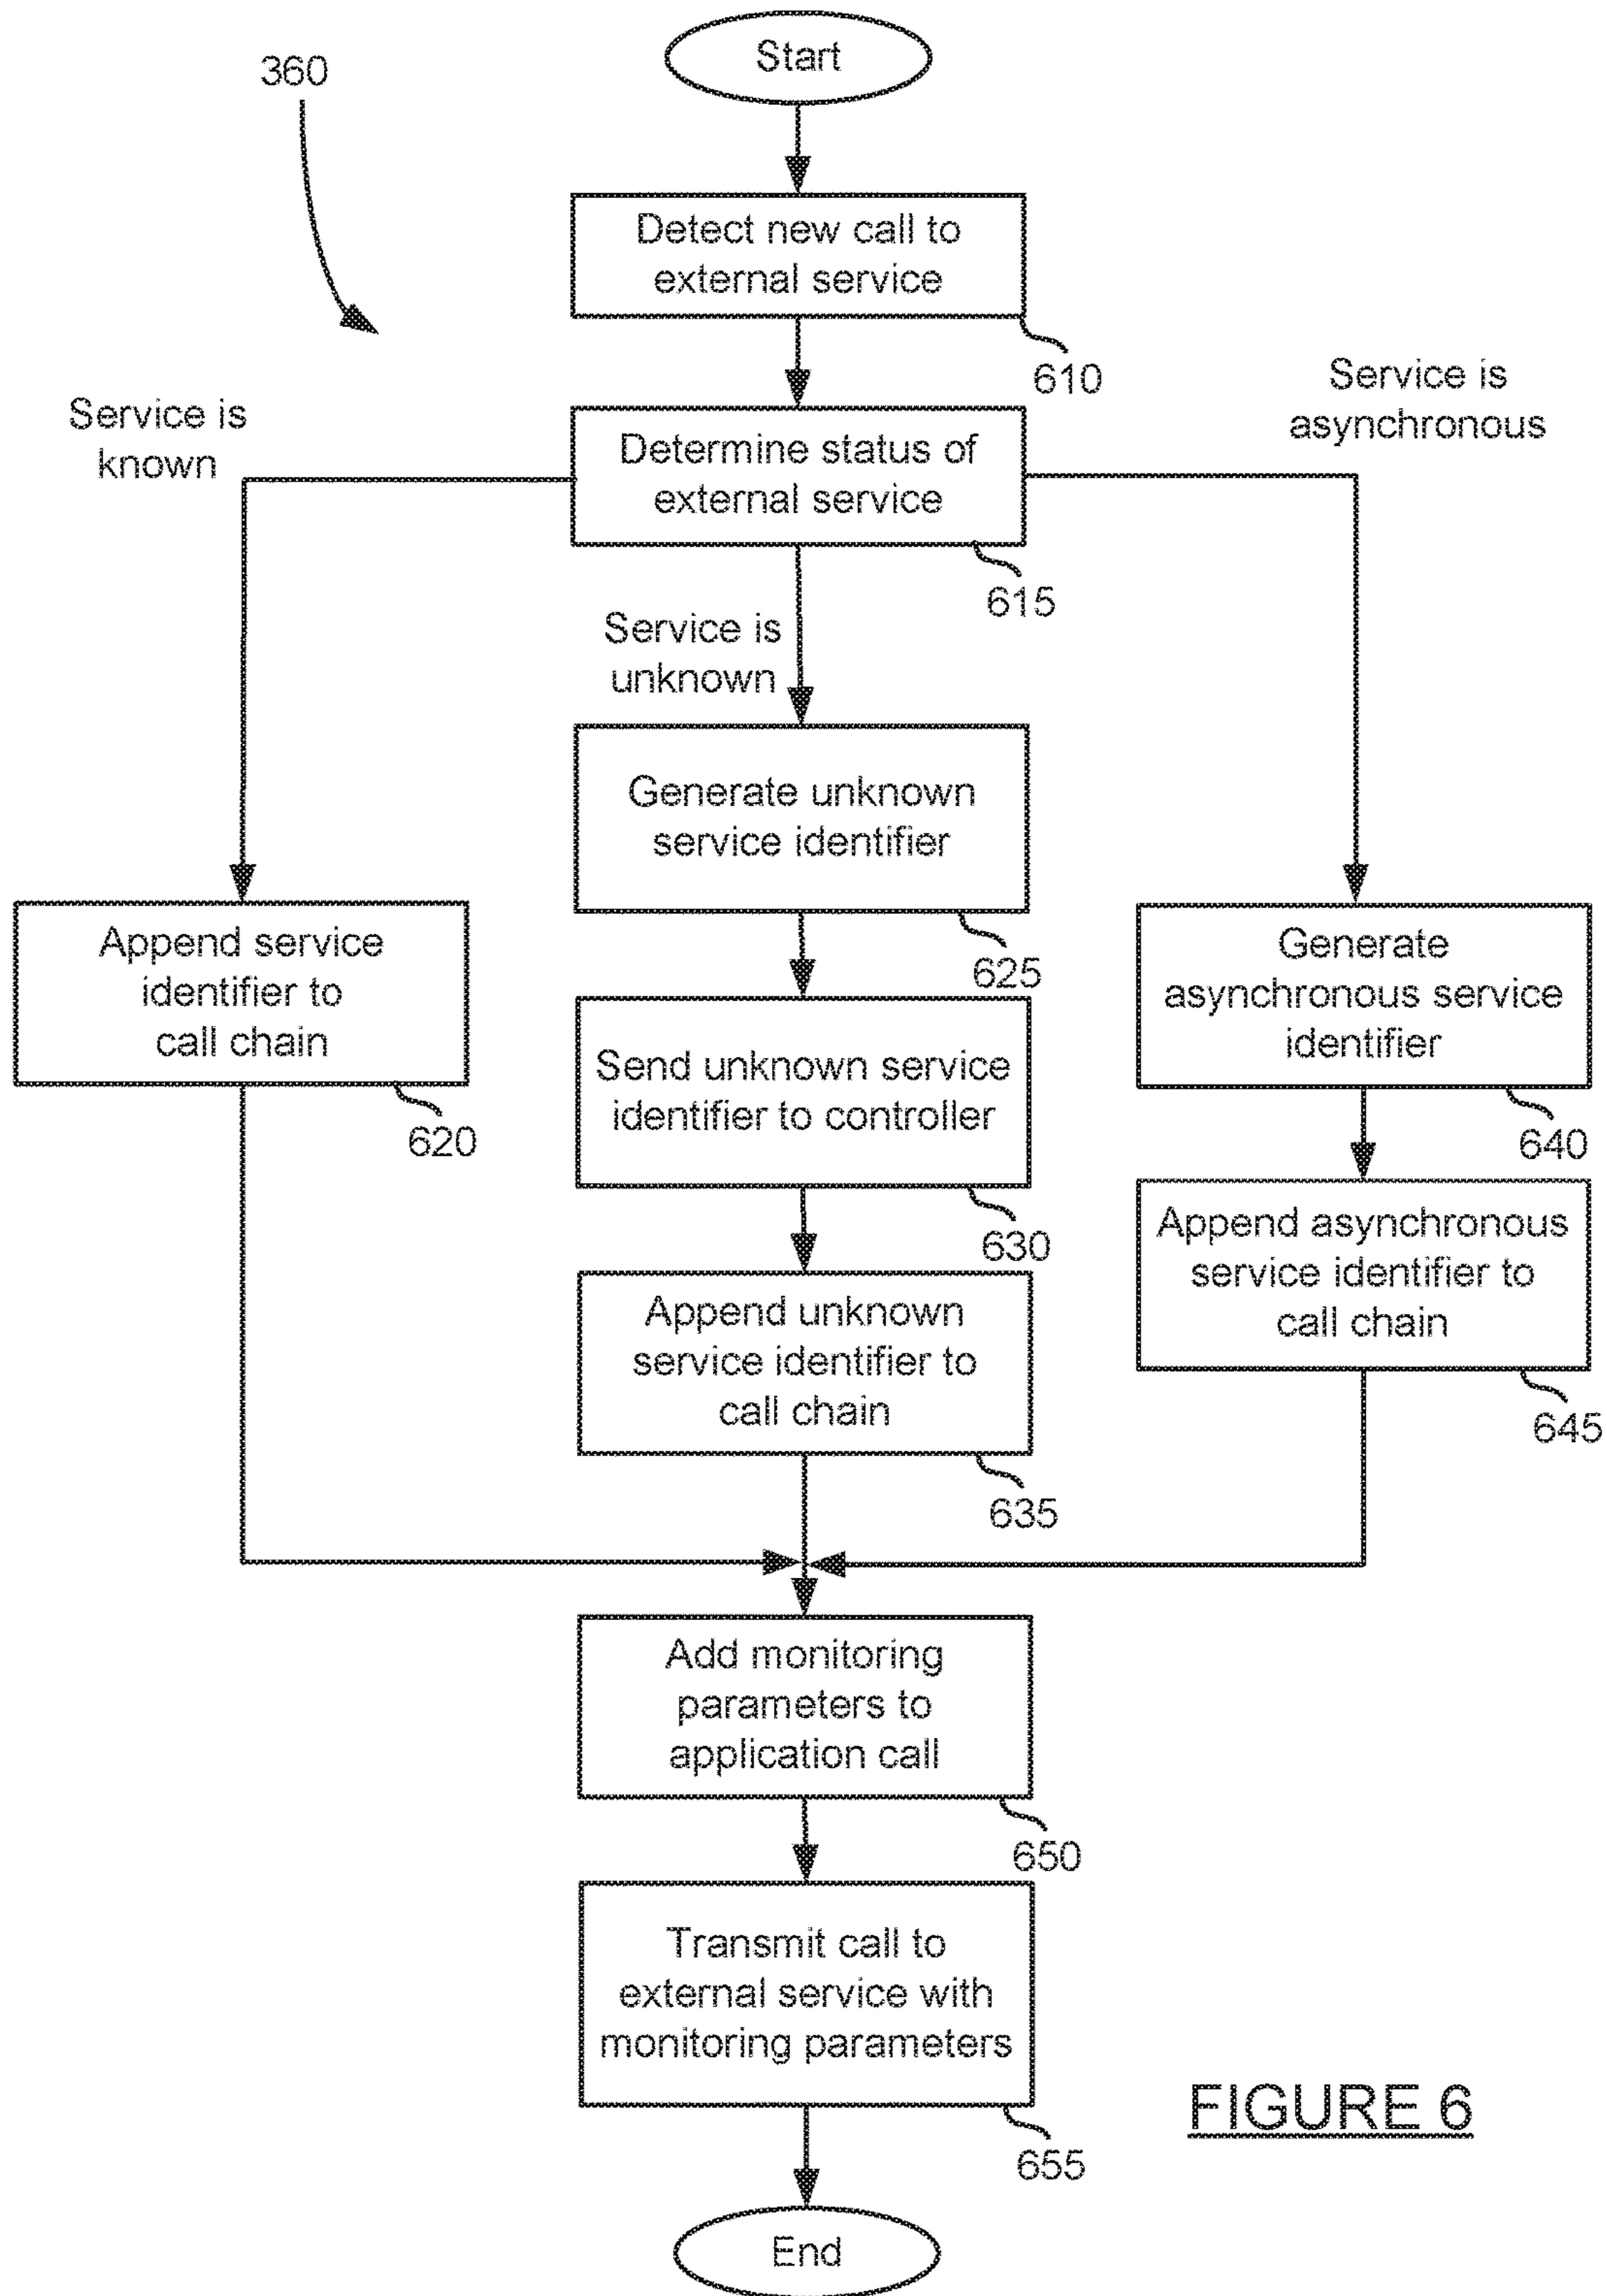 Start
360
Detect new call to
external service
610
Service is
known
Service is
asynchronous
Determine status of
external service
615
Service is
unknown
Generate unknown
service identifier
625
Append service
identifier to
call chain
620
Generate
asynchronous service
identifier
640
Send unknown service
identifier to controller
630
Append asynchronous
service identifier to
call chain
645
Append unknown
service identifier to
call chain
635
Add monitoring
parameters to
application call
650
Transmit call to
external service with
monitoring parameters
655
FIGURE 6
End